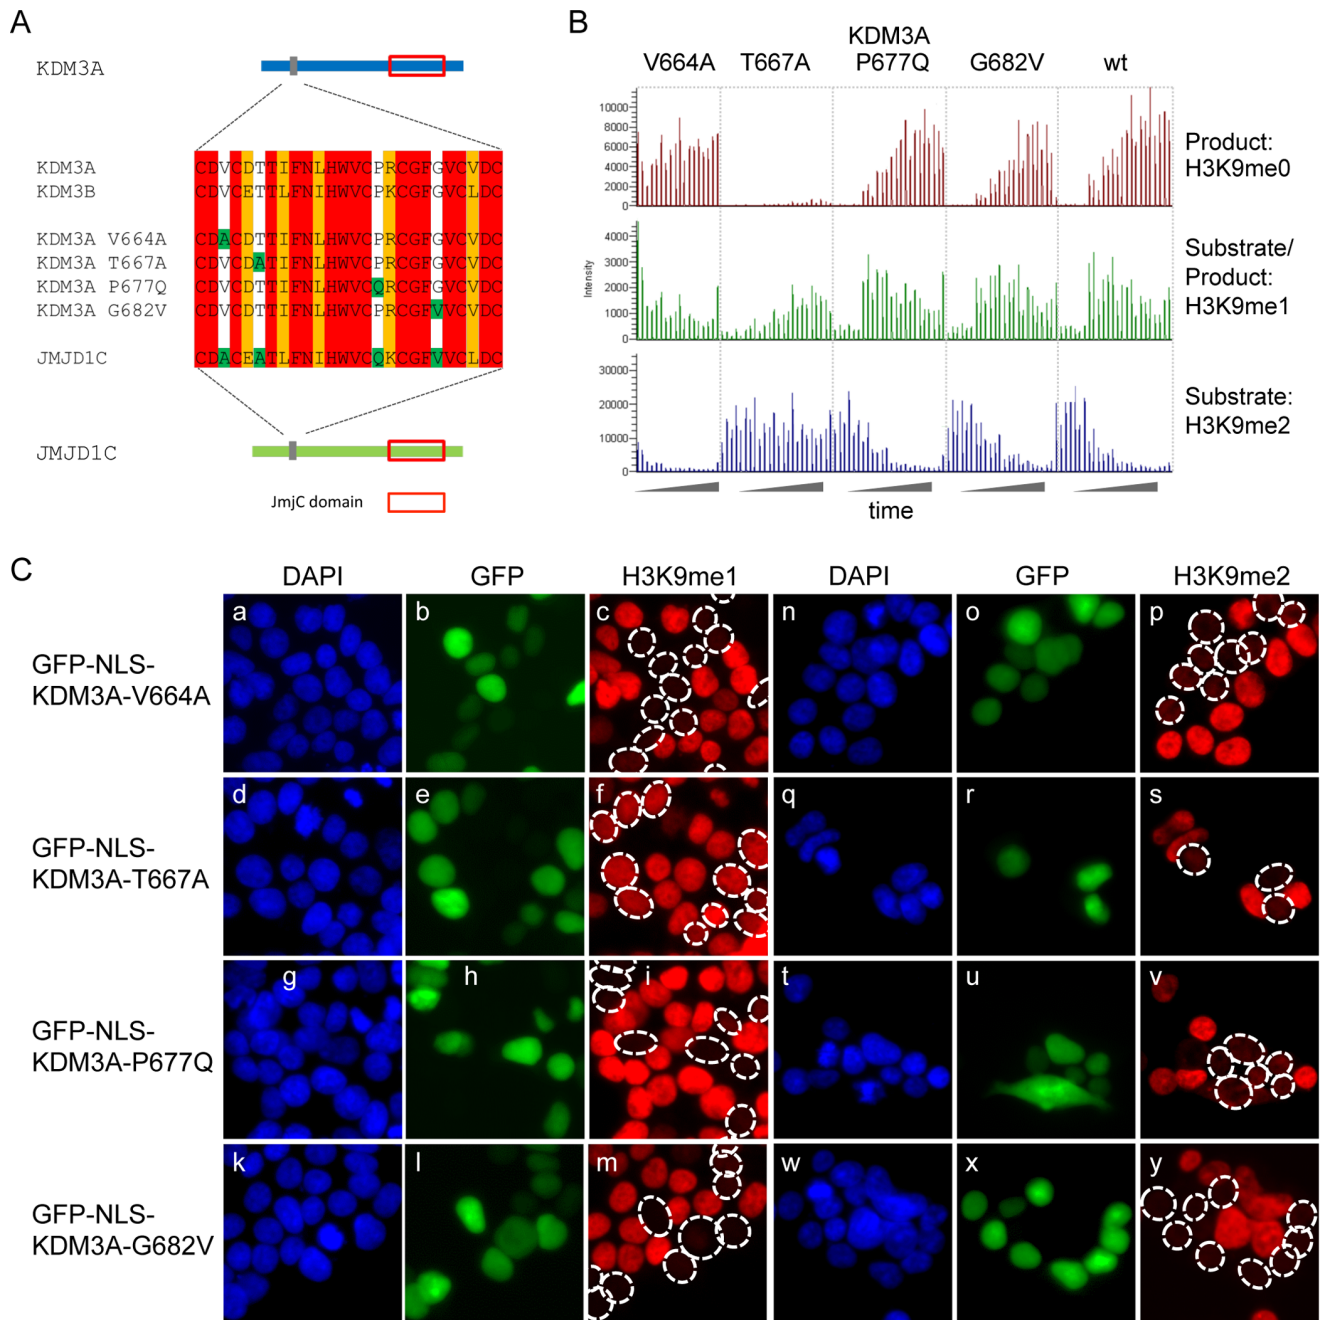 A
KDM3A
KDM3A CDVCDTTIFNLHWVCPRCGFGVCVDC
KDM3B CDVCETTLFNIHWVCPKCGFGVCLDC
KDM3A V664A CDACDTTIFNLHWVCPRCGFGVCVDC
KDM3A T667A CDVCDATIFNLHWVCPRCGFGVCVDC
KDM3A P677Q CDVCDTTIFNLHWVCQRCGFGVCVDC
KDM3A G682V CDVCDTTIFNLHWVCPRCGFVVCVDC
JMJD1C CDACEATLFNIHWVCQKCGFVVCLDC
JMJD1C
JmjC domain
B
KDM3A
V664A T667A P677Q G682V wt
10000
8000
6000
4000
2000
0
Product:
H3K9me0
4000
3000
2000
1000
0
Substrate/
Product:
H3K9me1
Intensity
30000
20000
10000
0
Substrate:
H3K9me2
time
C
DAPI GFP H3K9me1 DAPI GFP H3K9me2
GFP-NLS-
KDM3A-V664A
a b c n o p
GFP-NLS-
KDM3A-T667A
d e f q r s
GFP-NLS-
KDM3A-P677Q
g h i t u v
GFP-NLS-
KDM3A-G682V
k l m w x y